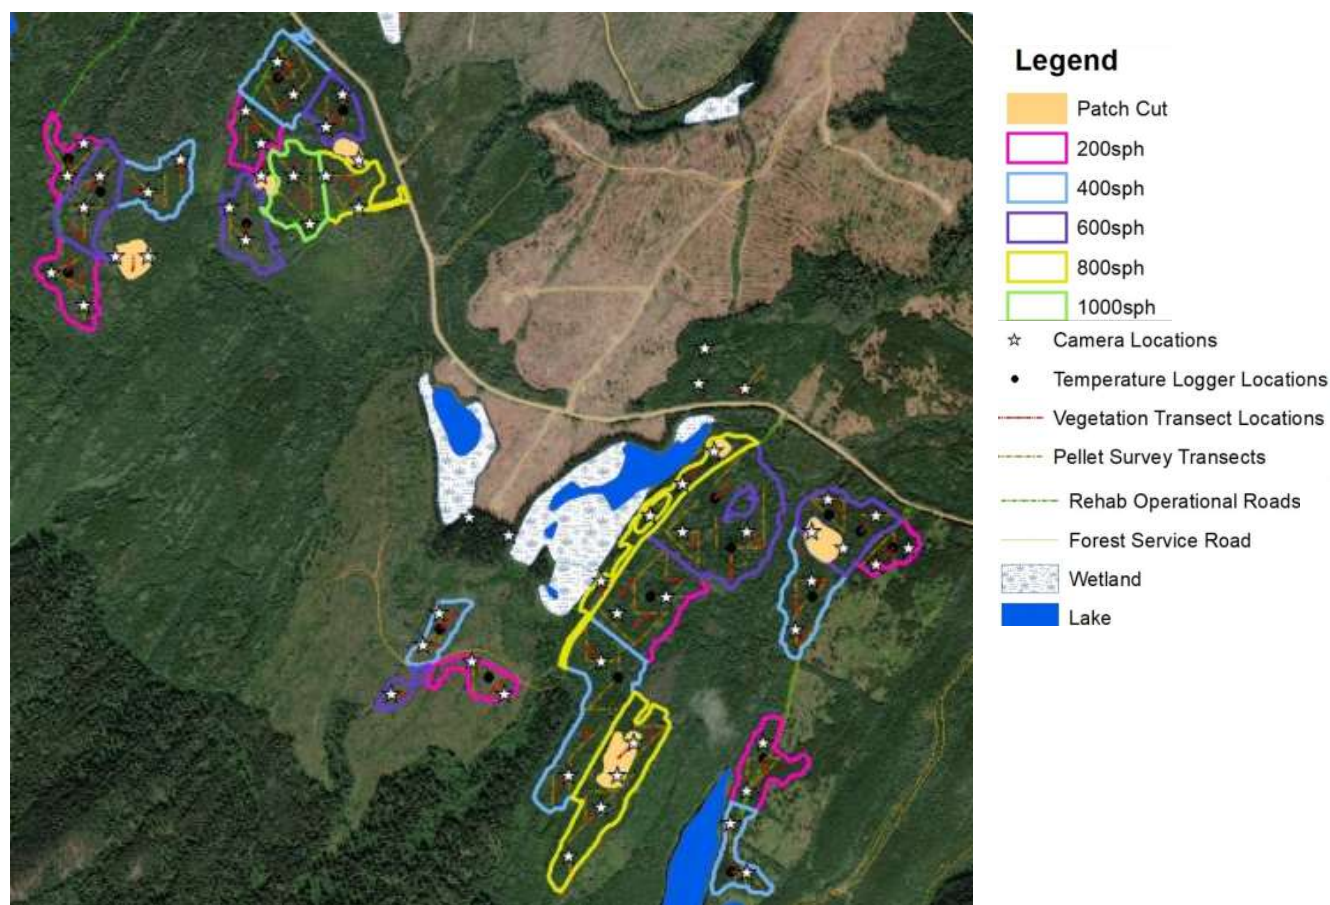 Legend
Patch Cut
200sph
400sph
600sph
800sph
1000sph
Camera Locations
Temperature Logger Locations
Vegetation Transect Locations
Pellet Survey Transects
Rehab Operational Roads
Forest Service Road
Wetland
Lake